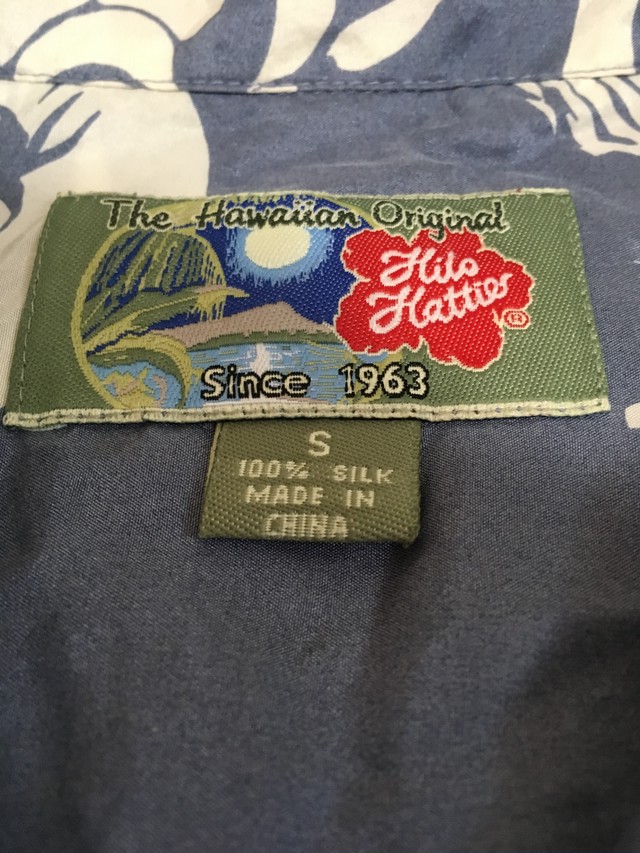 The Hawaiian Original
Hilo
Hattie®
Since 1963
S
100% SILK
MADE IN
CHINA